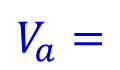 Vₐ =